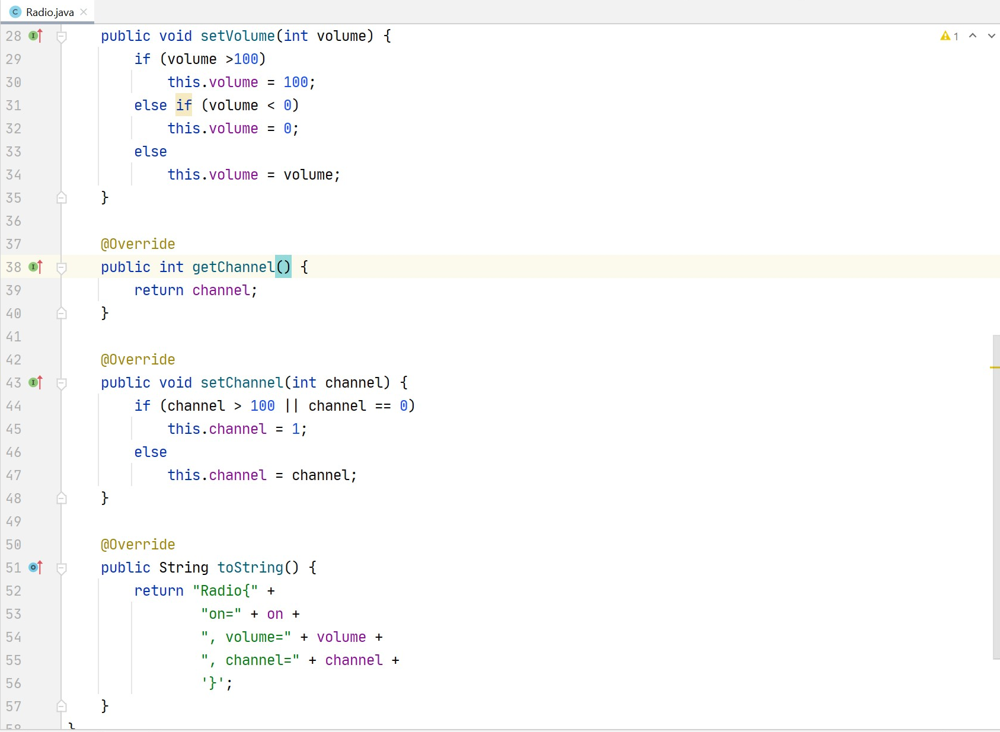 Radio.java
28 public void setVolume(int volume) {
1
29 if (volume >100)
30 this.volume = 100;
31 else if (volume < 0)
32 this.volume = 0;
33 else
34 this.volume = volume;
35 }
36
37 @Override
38 public int getChannel() {
39 return channel;
40 }
41
42 @Override
43 public void setChannel(int channel) {
44 if (channel > 100 || channel == 0)
45 this.channel = 1;
46 else
47 this.channel = channel;
48 }
49
50 @Override
51 public String toString() {
52 return "Radio{" +
53 "on=" + on +
54 ", volume=" + volume +
55 ", channel=" + channel +
56 '}';
57 }
58 }